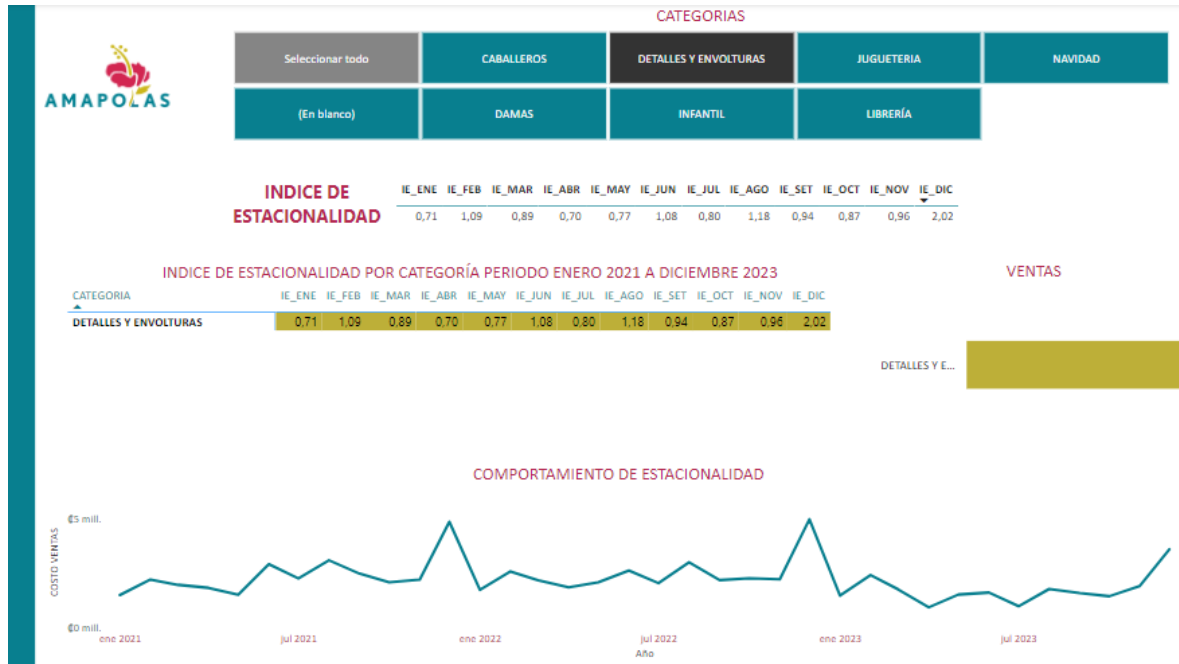 CATEGORIAS
AMAPOLAS
Seleccionar todo
CABALLEROS
DETALLES Y ENVOLTURAS
JUGUETERIA
NAVIDAD
(En blanco)
DAMAS
INFANTIL
LIBRERÍA
INDICE DE
ESTACIONALIDAD
IE_ENE IE_FEB IE_MAR IE_ABR IE_MAY IE_JUN IE_JUL IE_AGO IE_SET IE_OCT IE_NOV IE_DIC
0,71 1,09 0,89 0,70 0,77 1,08 0,80 1,18 0,94 0,87 0,96 2,02
INDICE DE ESTACIONALIDAD POR CATEGORÍA PERIODO ENERO 2021 A DICIEMBRE 2023
CATEGORIA IE_ENE IE_FEB IE_MAR IE_ABR IE_MAY IE_JUN IE_JUL IE_AGO IE_SET IE_OCT IE_NOV IE_DIC
DETALLES Y ENVOLTURAS 0,71 1,09 0,89 0,70 0,77 1,08 0,80 1,18 0,94 0,87 0,96 2,02
VENTAS
DETALLES Y E...
COMPORTAMIENTO DE ESTACIONALIDAD
COSTO VENTAS
₡5 mill.
₡0 mill.
ene 2021 jul 2021 ene 2022 jul 2022 ene 2023 jul 2023
Año